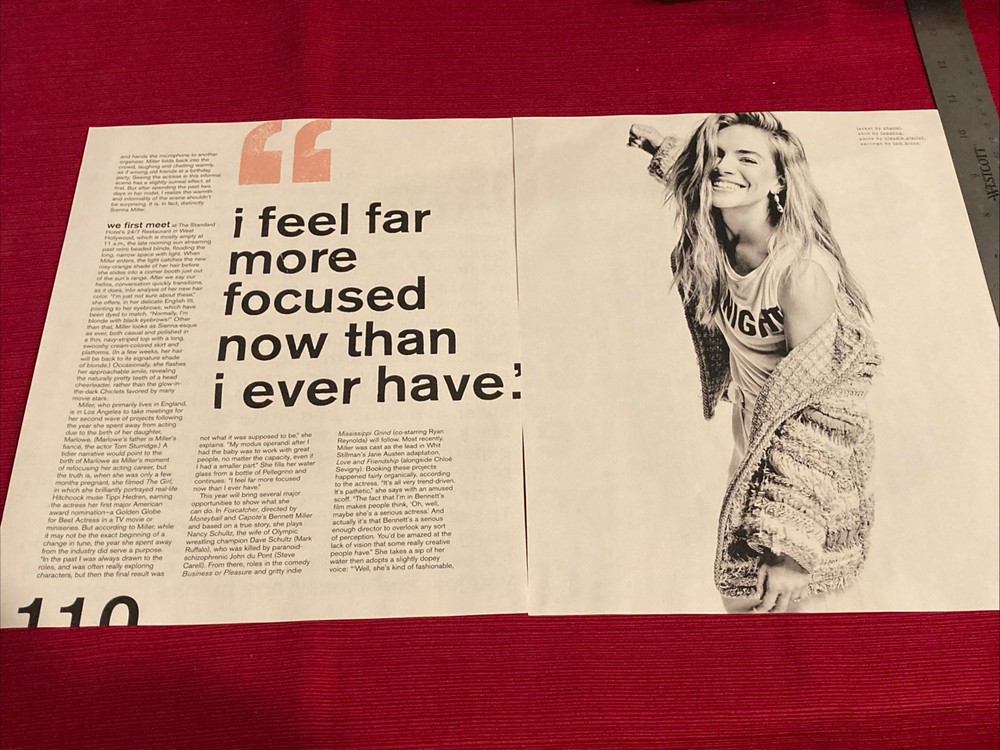 and hands the microphone to another
organizer. Miller folds back into the
crowd, laughing and chatting warmly,
as if among old friends at a birthday
party. Seeing the actress in this informal
scene has a slightly surreal effect, at
first. But after spending the past two
days in her midst, I realize the warmth
and informality of the scene shouldn't
be surprising. It is, in fact, distinctly
Sienna Miller.
we first meet at The Standard
Hotel's 24/7 Restaurant in West
Hollywood, which is mostly empty at
11 a.m., the late morning sun streaming
past retro beaded blinds, flooding the
long, narrow space with light. When
Miller enters, the light catches the new
rosy-orange shade of her hair before
she slides into a corner booth just out
of the sun's range. After we say our
hellos, conversation quickly transitions,
as it does, into analysis of her new hair
color. "I'm just not sure about these,"
she offers, in her delicate English lilt,
pointing to her eyebrows, which have
been dyed to match. "Normally, I'm
blonde with black eyebrows!" Other
than that, Miller looks as Sienna-esque
as ever, both casual and polished in
a thin, navy-striped top with a long,
swooshy cream-colored skirt and
platforms. (In a few weeks, her hair
will be back to its signature shade
of blonde.) Occasionally, she flashes
her approachable smile, revealing
the naturally pretty teeth of a head
cheerleader, rather than the glow-in-
the-dark Chiclets favored by many
movie stars.
Miller, who primarily lives in England,
is in Los Angeles to take meetings for
her second wave of projects following
the year she spent away from acting
due to the birth of her daughter,
Marlowe. (Marlowe's father is Miller's
fiancé, the actor Tom Sturridge.) A
tidier narrative would point to the
birth of Marlowe as Miller's moment
of refocusing her acting career, but
the truth is, when she was only a few
months pregnant, she filmed The Girl,
in which she brilliantly portrayed real-life
Hitchcock muse Tippi Hedren, earning
the actress her first major American
award nomination—a Golden Globe
for Best Actress in a TV movie or
miniseries. But according to Miller, while
it may not be the exact beginning of a
change in tune, the year she spent away
from the industry did serve a purpose.
"In the past I was always drawn to the
roles, and was often really exploring
characters, but then the final result was
110
“
i feel far
more
focused
now than
i ever have.'
not what it was supposed to be," she
explains. "My modus operandi after I
had the baby was to work with great
people, no matter the capacity, even if
I had a smaller part." She fills her water
glass from a bottle of Pellegrino and
continues: "I feel far more focused
now than I ever have."
This year will bring several major
opportunities to show what she
can do. In Foxcatcher, directed by
Moneyball and Capote's Bennett Miller
and based on a true story, she plays
Nancy Schultz, the wife of Olympic
wrestling champion Dave Schultz (Mark
Ruffalo), who was killed by paranoid-
schizophrenic John du Pont (Steve
Carell). From there, roles in the comedy
Business or Pleasure and gritty indie
Mississippi Grind (co-starring Ryan
Reynolds) will follow. Most recently,
Miller was cast as the lead in Whit
Stillman's Jane Austen adaptation,
Love and Friendship (alongside Chloë
Sevigny). Booking these projects
happened fairly organically, according
to the actress. "It's all very trend-driven.
It's pathetic," she says with an amused
scoff. "The fact that I'm in Bennett's
film makes people think, 'Oh, well,
maybe she's a serious actress.' And
actually it's that Bennett's a serious
enough director to overlook any sort
of perception. You'd be amazed at the
lack of vision that some really creative
people have." She takes a sip of her
water then adopts a slightly dopey
voice: "'Well, she's kind of fashionable,
NIGHT
jacket by chanel,
WESTCOTT